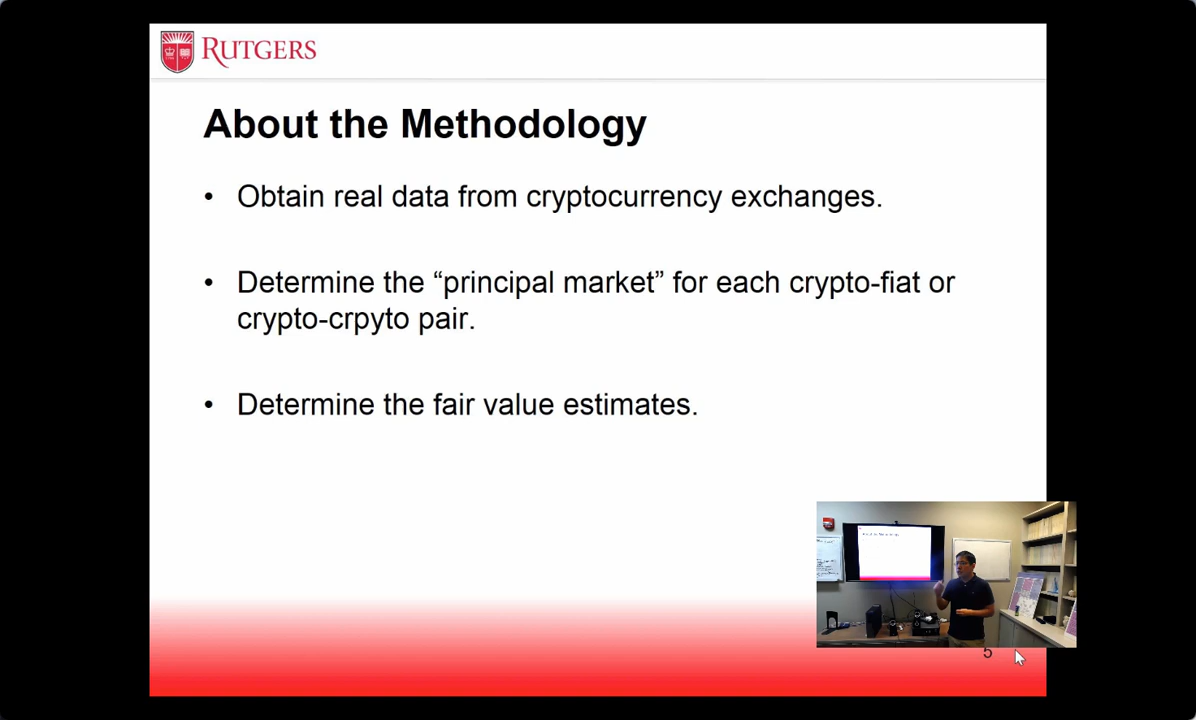 RUTGERS
About the Methodology
• Obtain real data from cryptocurrency exchanges.
• Determine the “principal market” for each crypto-fiat or
crypto-crpyto pair.
• Determine the fair value estimates.
5